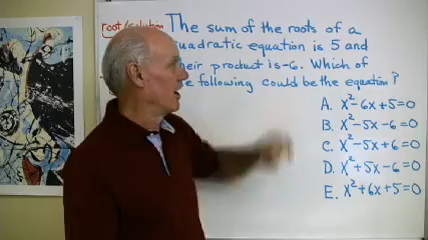 root/solution
The sum of the roots of a
quadratic equation is 5 and
their product is -6. Which of
following could be the equation?
A. x² - 6x + 5 = 0
B. x² - 5x - 6 = 0
C. x² - 5x + 6 = 0
D. x² + 5x - 6 = 0
E. x² + 6x + 5 = 0